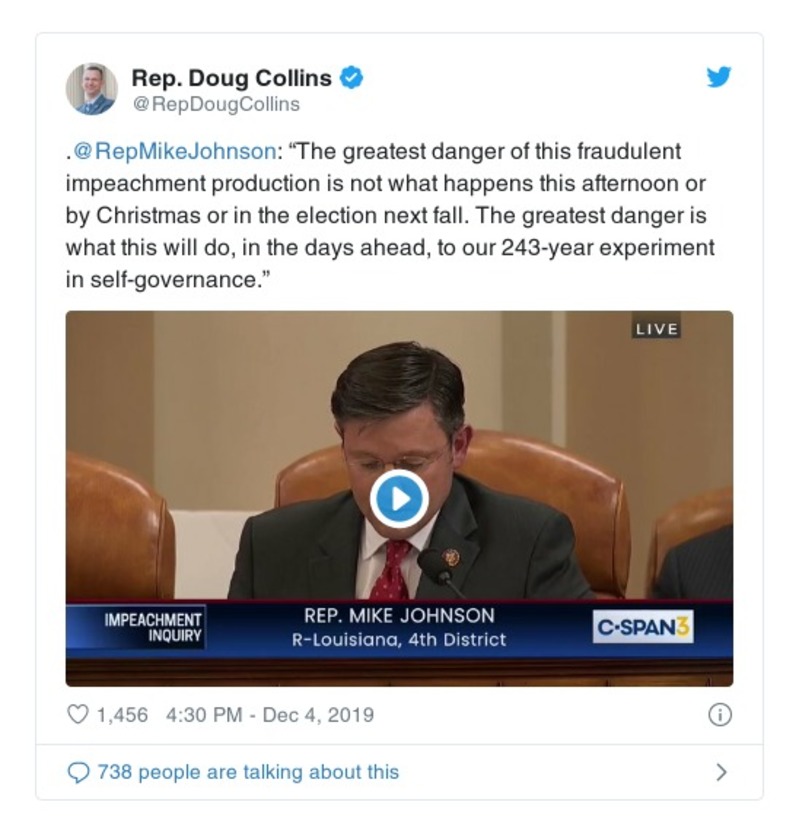 Rep. Doug Collins
@RepDougCollins
.@RepMikeJohnson: “The greatest danger of this fraudulent
impeachment production is not what happens this afternoon or
by Christmas or in the election next fall. The greatest danger is
what this will do, in the days ahead, to our 243-year experiment
in self-governance.”
LIVE
IMPEACHMENT
INQUIRY
REP. MIKE JOHNSON
R-Louisiana, 4th District
C-SPAN3
1,456 4:30 PM - Dec 4, 2019
738 people are talking about this